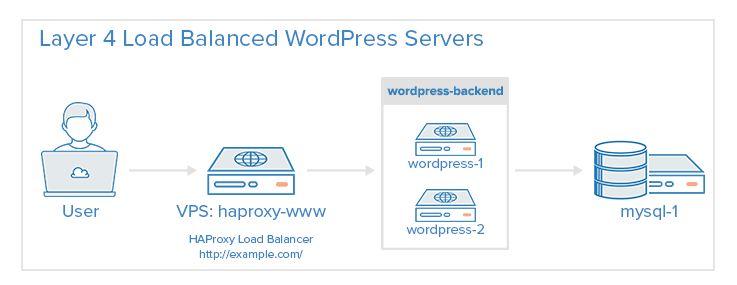 Layer 4 Load Balanced WordPress Servers
wordpress-backend
wordpress-1
User
VPS: haproxy-www
wordpress-2
mysql-1
HAProxy Load Balancer
http://example.com/